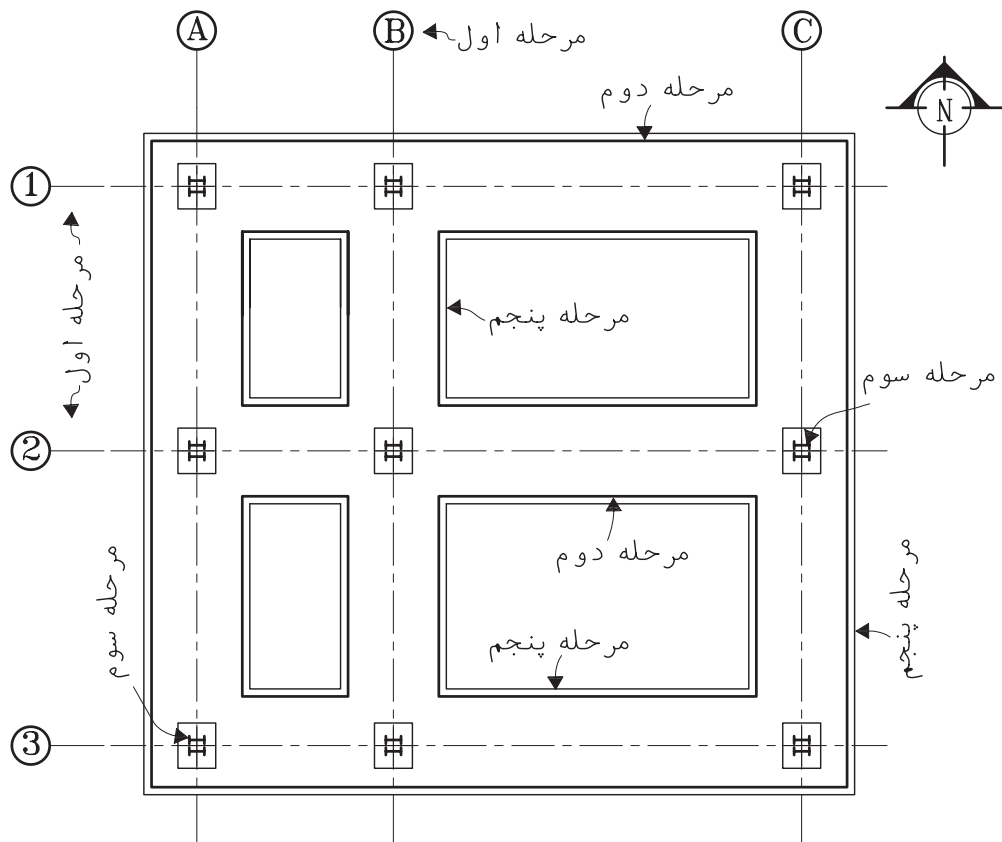 A
B
C
مرحله اول
مرحله دوم
N
1
مرحله اول
مرحله پنجم
مرحله سوم
2
مرحله دوم
مرحله سوم
مرحله پنجم
مرحله پنجم
3